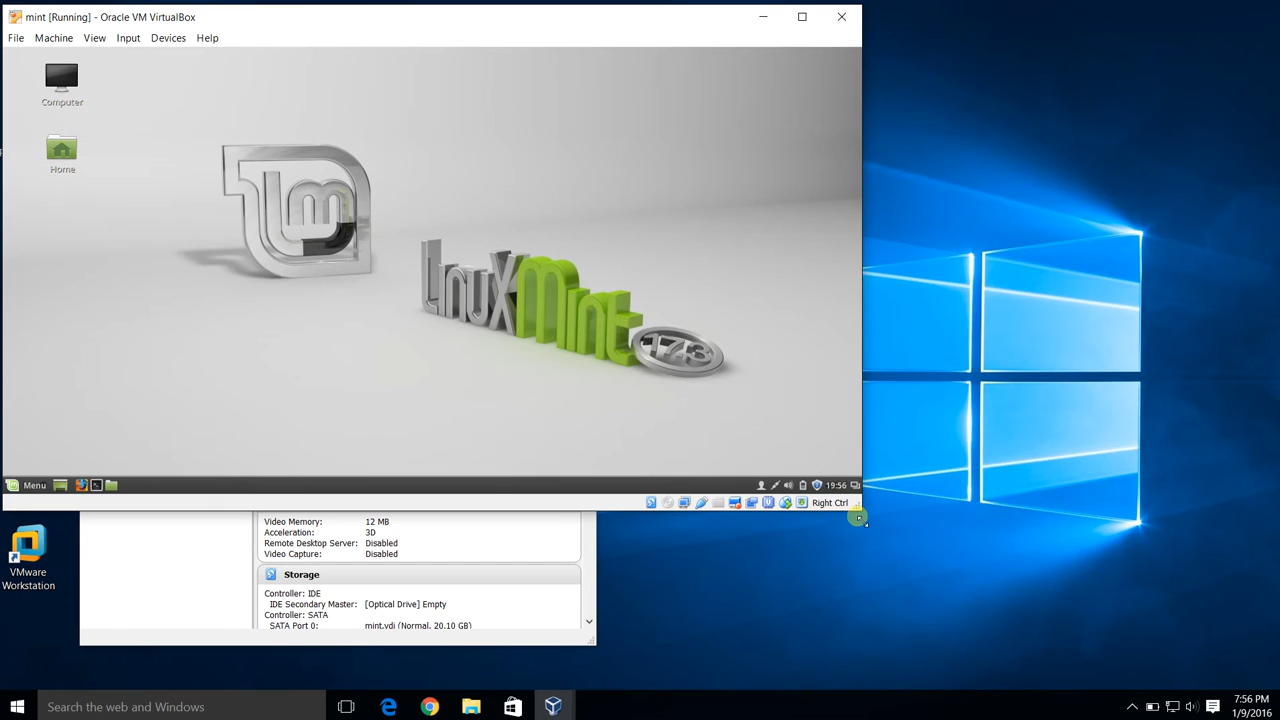 mint [Running] - Oracle VM VirtualBox
File Machine View Input Devices Help
Computer
Home
lm
LinuxMint
17.3
Menu
19:56
Right Ctrl
VMware
Workstation
Video Memory: 12 MB
Acceleration: 3D
Remote Desktop Server: Disabled
Video Capture: Disabled
Storage
Controller: IDE
IDE Secondary Master: [Optical Drive] Empty
Controller: SATA
SATA Port 0: mint.vdi (Normal, 20.10 GB)
Search the web and Windows
7:56 PM
1/9/2016